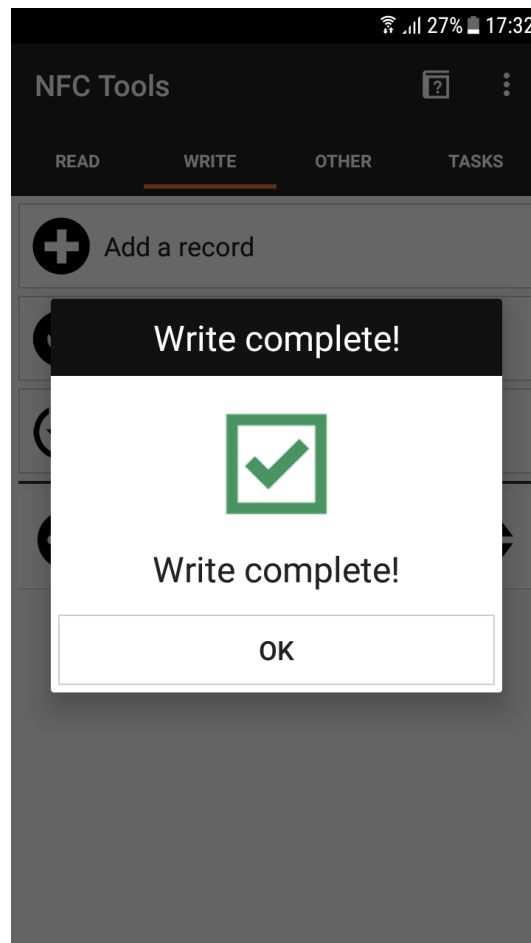 27% 17:32
NFC Tools
READ WRITE OTHER TASKS
Add a record
Write complete!
Write complete!
OK